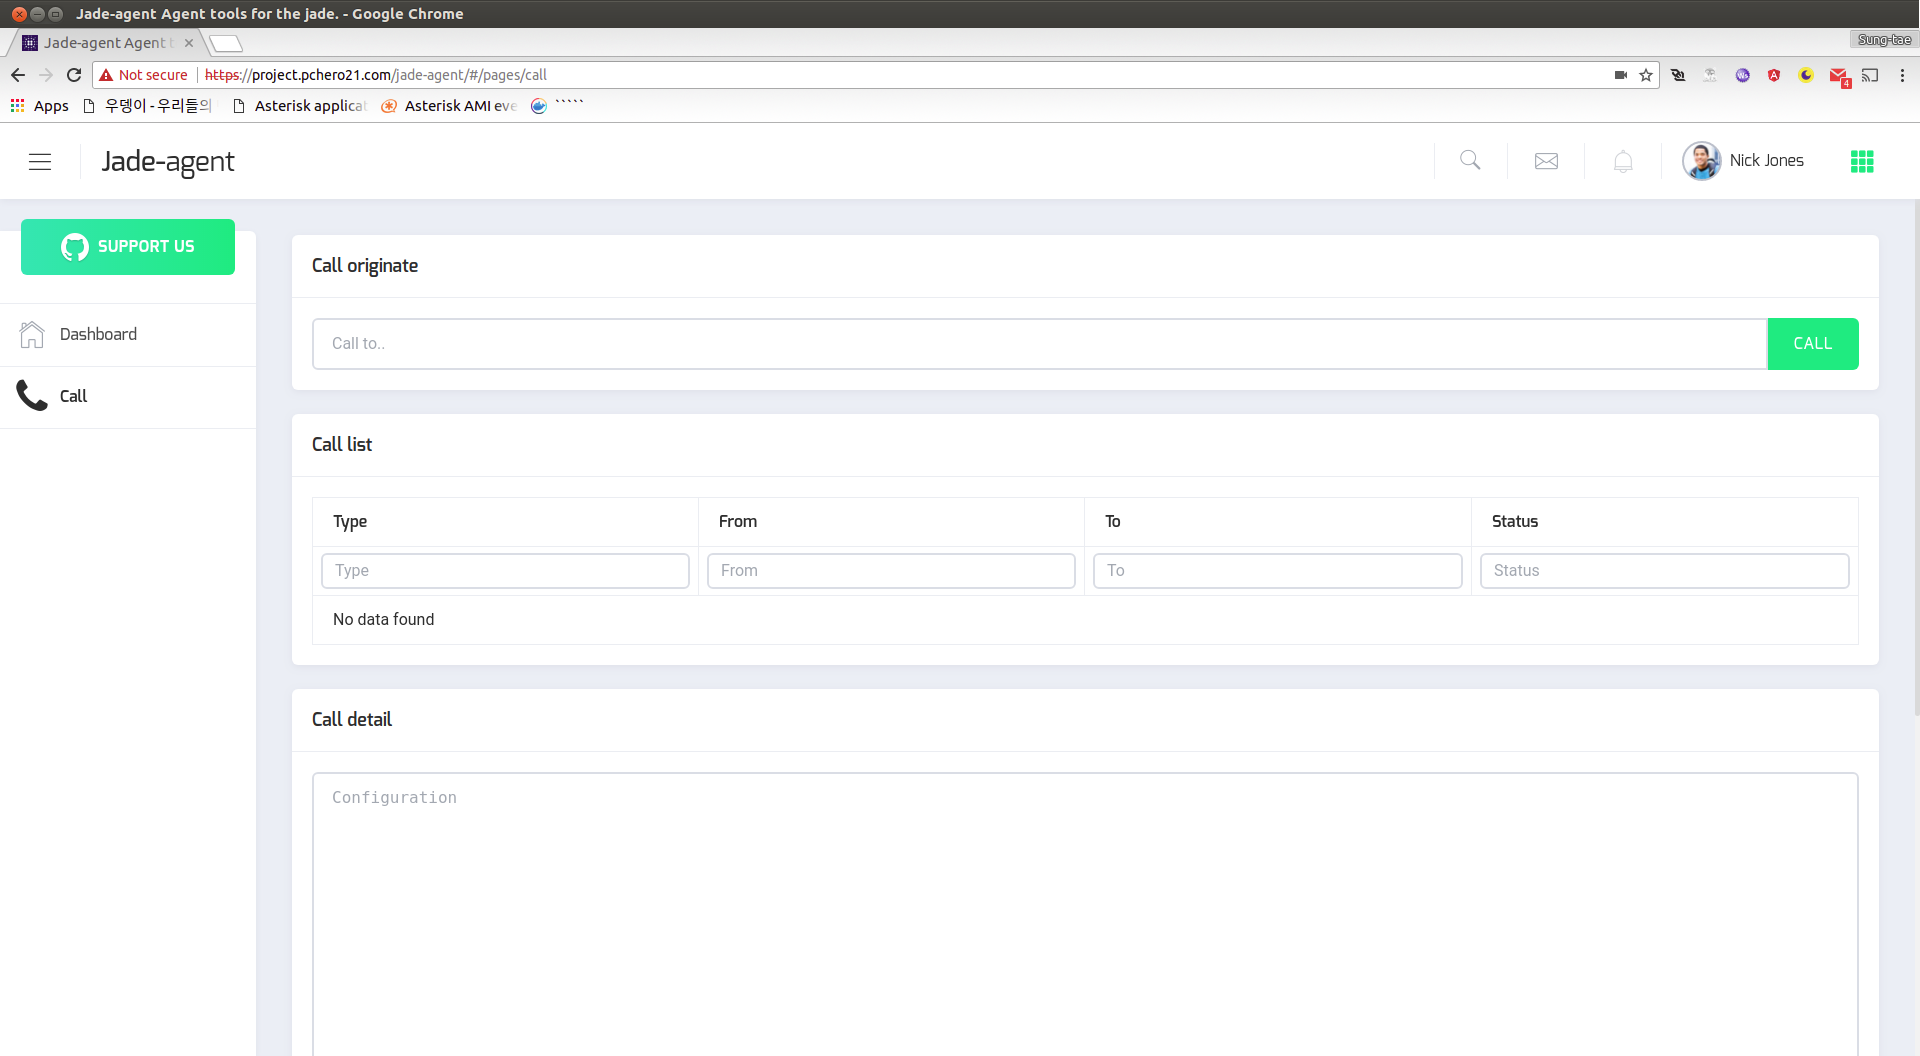 Jade-agent Agent tools for the jade. - Google Chrome
Jade-agent Agent t
Sung-tae
Not secure https://project.pchero21.com/jade-agent/#/pages/call
4
Apps 우뎅이 - 우리들의 Asterisk applicat Asterisk AMI eve `````
Jade-agent
Nick Jones
SUPPORT US
Dashboard
Call
Call originate
Call to..
CALL
Call list
Type From To Status
Type From To Status
No data found
Call detail
Configuration